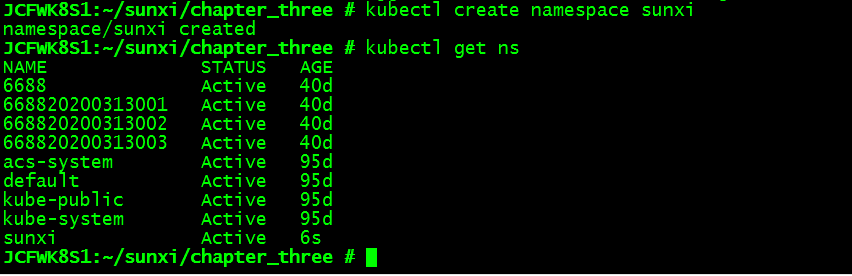 JCFWK8S1:~/sunxi/chapter_three # kubectl create namespace sunxi
namespace/sunxi created
JCFWK8S1:~/sunxi/chapter_three # kubectl get ns
NAME STATUS AGE
6688 Active 40d
668820200313001 Active 40d
668820200313002 Active 40d
668820200313003 Active 40d
acs-system Active 95d
default Active 95d
kube-public Active 95d
kube-system Active 95d
sunxi Active 6s
JCFWK8S1:~/sunxi/chapter_three #